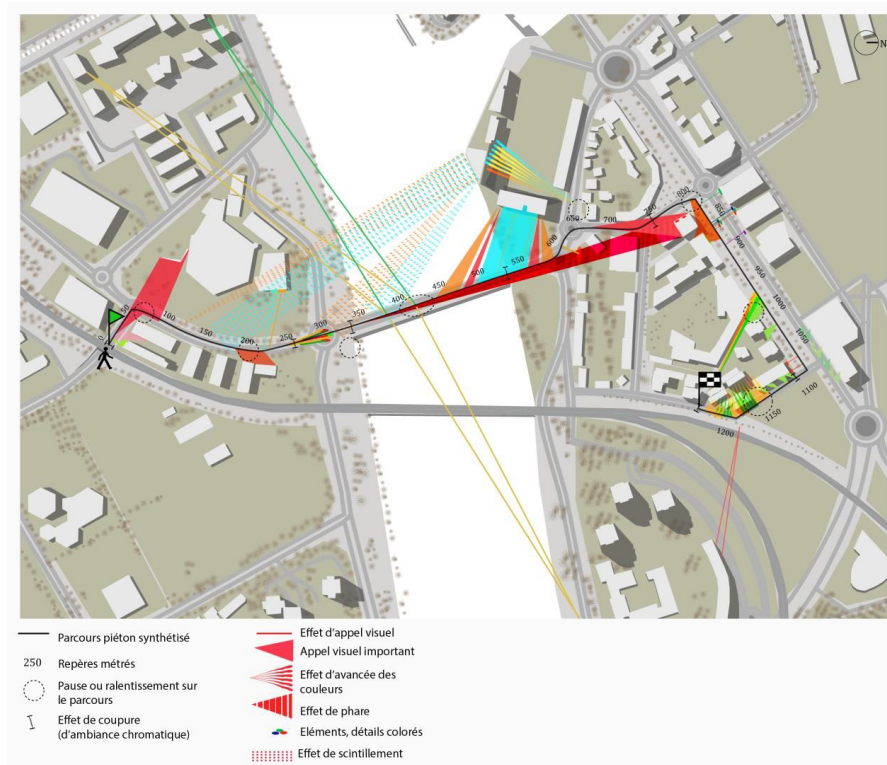 N
800
850
650
700
750
900
600
950
550
500
1000
450
400
350
1050
50
100
300
150
250
200
0
1100
1150
1200
Parcours piéton synthétisé
250 Repères métrés
Pause ou ralentissement sur
le parcours
Effet de coupure
(d'ambiance chromatique)
Effet d'appel visuel
Appel visuel important
Effet d'avancée des
couleurs
Effet de phare
Eléments, détails colorés
Effet de scintillement